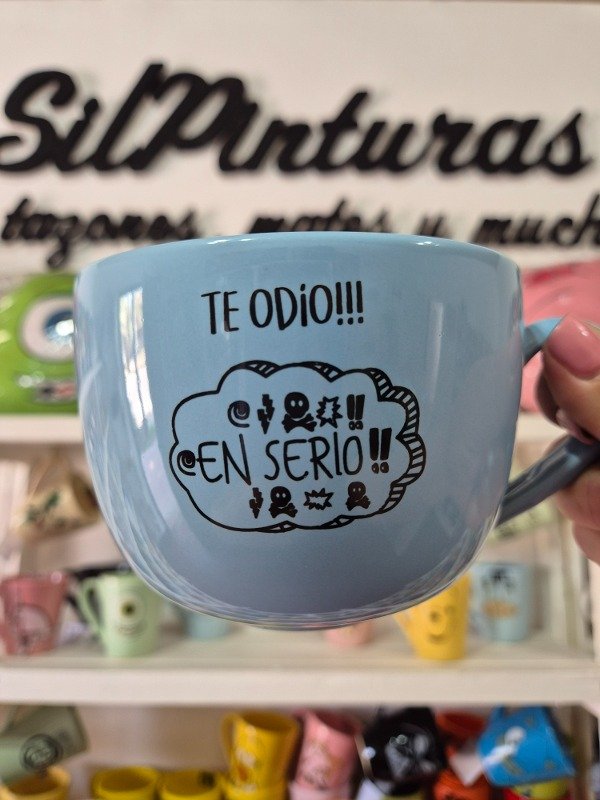 SilPinturas
tazones, mates y much
TE ODiO!!!
@ !!
@EN SERIO!!